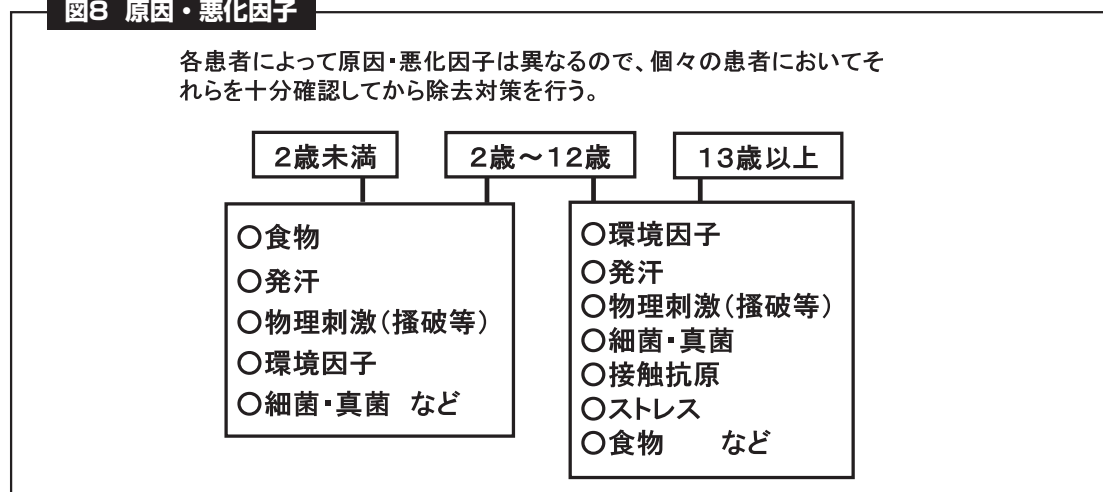 図8 原因・悪化因子
各患者によって原因・悪化因子は異なるので、個々の患者においてそ
れらを十分確認してから除去対策を行う。
2歳未満
2歳～12歳
13歳以上
○食物
○発汗
○物理刺激(掻破等)
○環境因子
○細菌・真菌 など
○環境因子
○発汗
○物理刺激(掻破等)
○細菌・真菌
○接触抗原
○ストレス
○食物 など